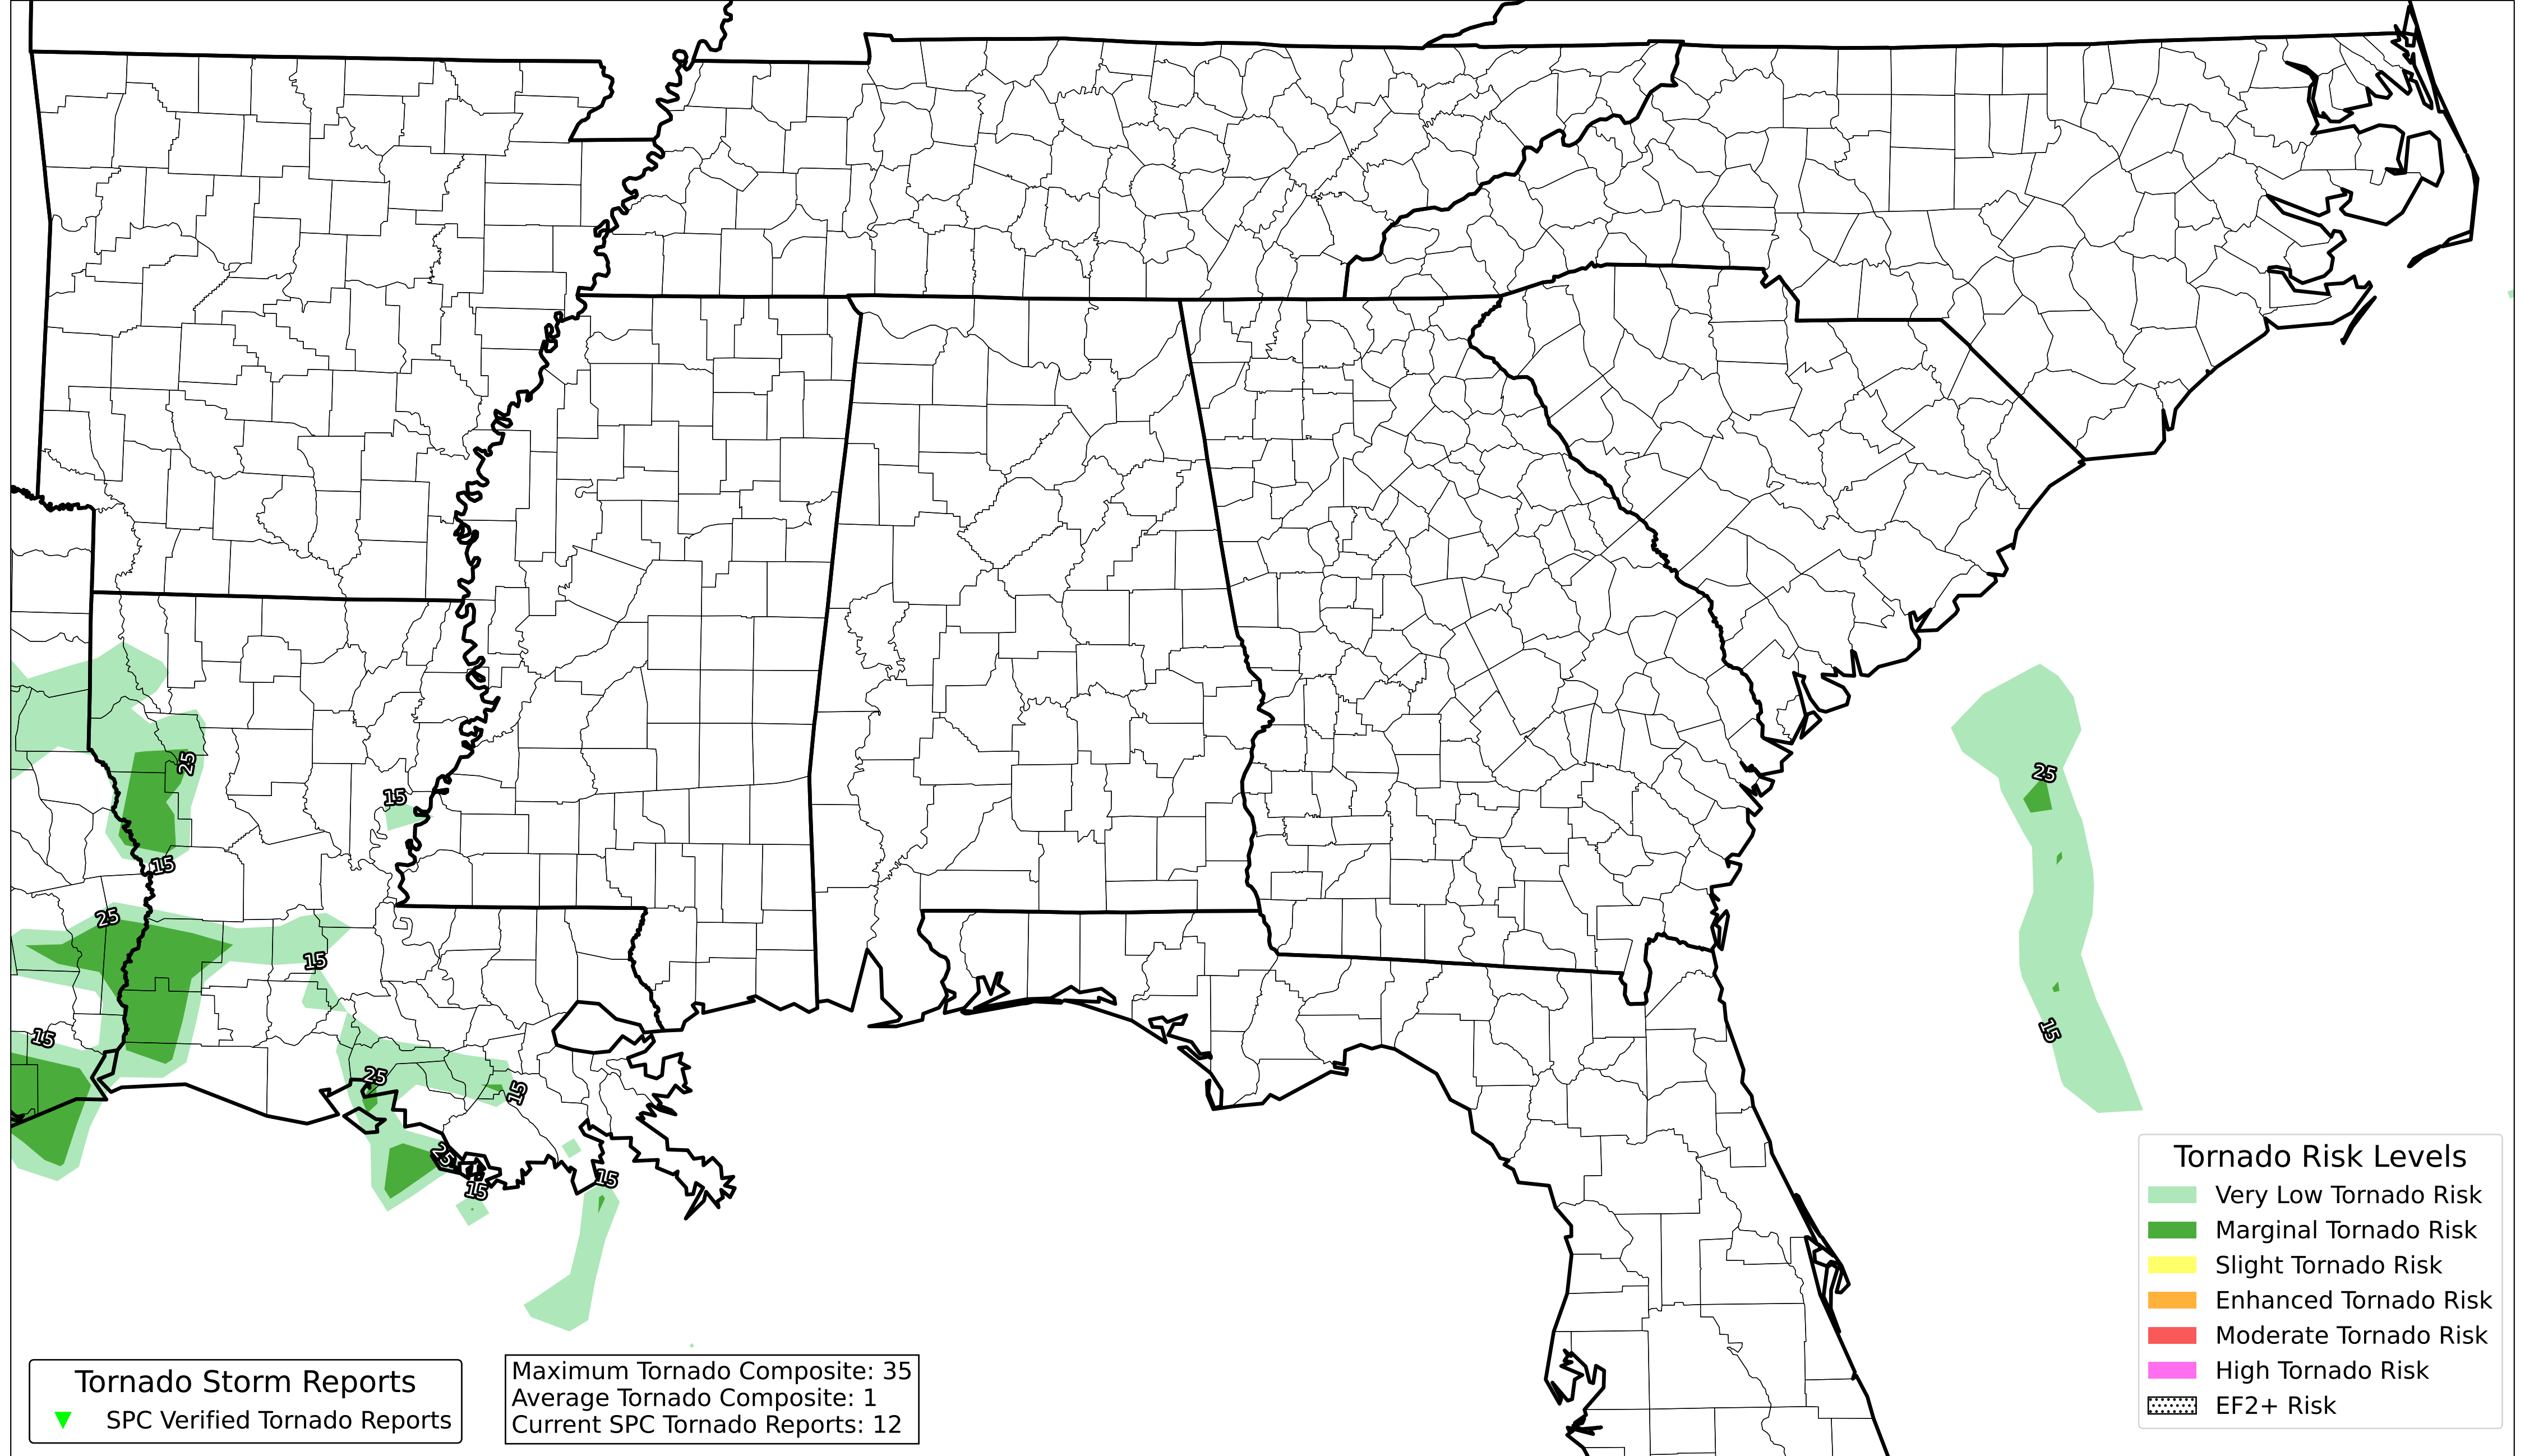 25
15
15
25
25
15
15
25
15
15
25
15
15
15
Tornado Risk Levels
Very Low Tornado Risk
Marginal Tornado Risk
Slight Tornado Risk
Enhanced Tornado Risk
Moderate Tornado Risk
High Tornado Risk
EF2+ Risk
Tornado Storm Reports
SPC Verified Tornado Reports
Maximum Tornado Composite: 35
Average Tornado Composite: 1
Current SPC Tornado Reports: 12